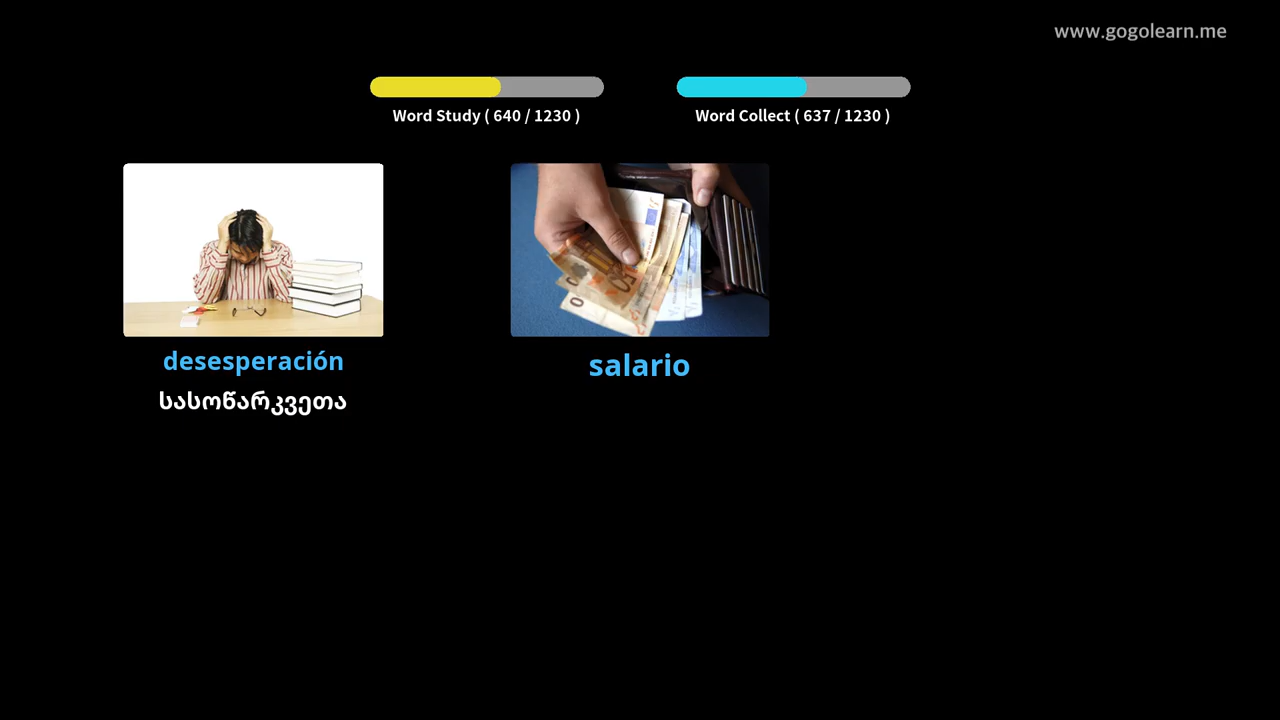 www.gogolearn.me
Word Study ( 640 / 1230 )
Word Collect ( 637 / 1230 )
desesperación
სასოწარკვეთა
salario